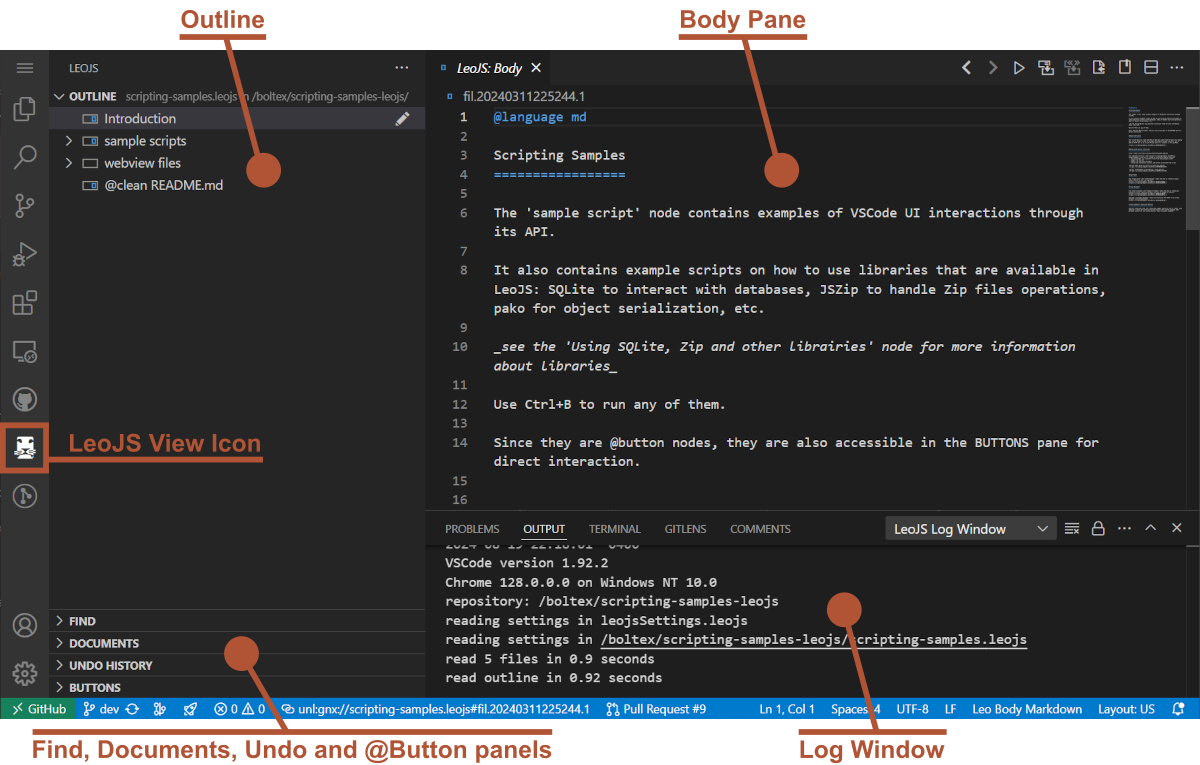 Outline
Body Pane
LEOJS
OUTLINE scripting-samples.leojs in /boltex/scripting-samples-leojs/
Introduction
sample scripts
webview files
@clean README.md
LeoJS View Icon
FIND
DOCUMENTS
UNDO HISTORY
BUTTONS
LeoJS: Body
fil.20240311225244.1
1 @language md
2
3 Scripting Samples
4 =================
5
6 The 'sample script' node contains examples of VSCode UI interactions through
its API.
7
8 It also contains example scripts on how to use libraries that are available in
LeoJS: SQLite to interact with databases, JSZip to handle Zip files operations,
pako for object serialization, etc.
9
10 _see the 'Using SQLite, Zip and other librairies' node for more information
about libraries_
11
12 Use Ctrl+B to run any of them.
13
14 Since they are @button nodes, they are also accessible in the BUTTONS pane for
direct interaction.
15
16
PROBLEMS OUTPUT TERMINAL GITLENS COMMENTS LeoJS Log Window
VSCode version 1.92.2
Chrome 128.0.0.0 on Windows NT 10.0
repository: /boltex/scripting-samples-leojs
reading settings in leojsSettings.leojs
reading settings in /boltex/scripting-samples-leojs/scripting-samples.leojs
read 5 files in 0.9 seconds
read outline in 0.92 seconds
GitHub dev 0 0 unl:gnx://scripting-samples.leojs#fil.20240311225244.1 Pull Request #9 Ln 1, Col 1 Spaces: 4 UTF-8 LF Leo Body Markdown Layout: US
Find, Documents, Undo and @Button panels
Log Window